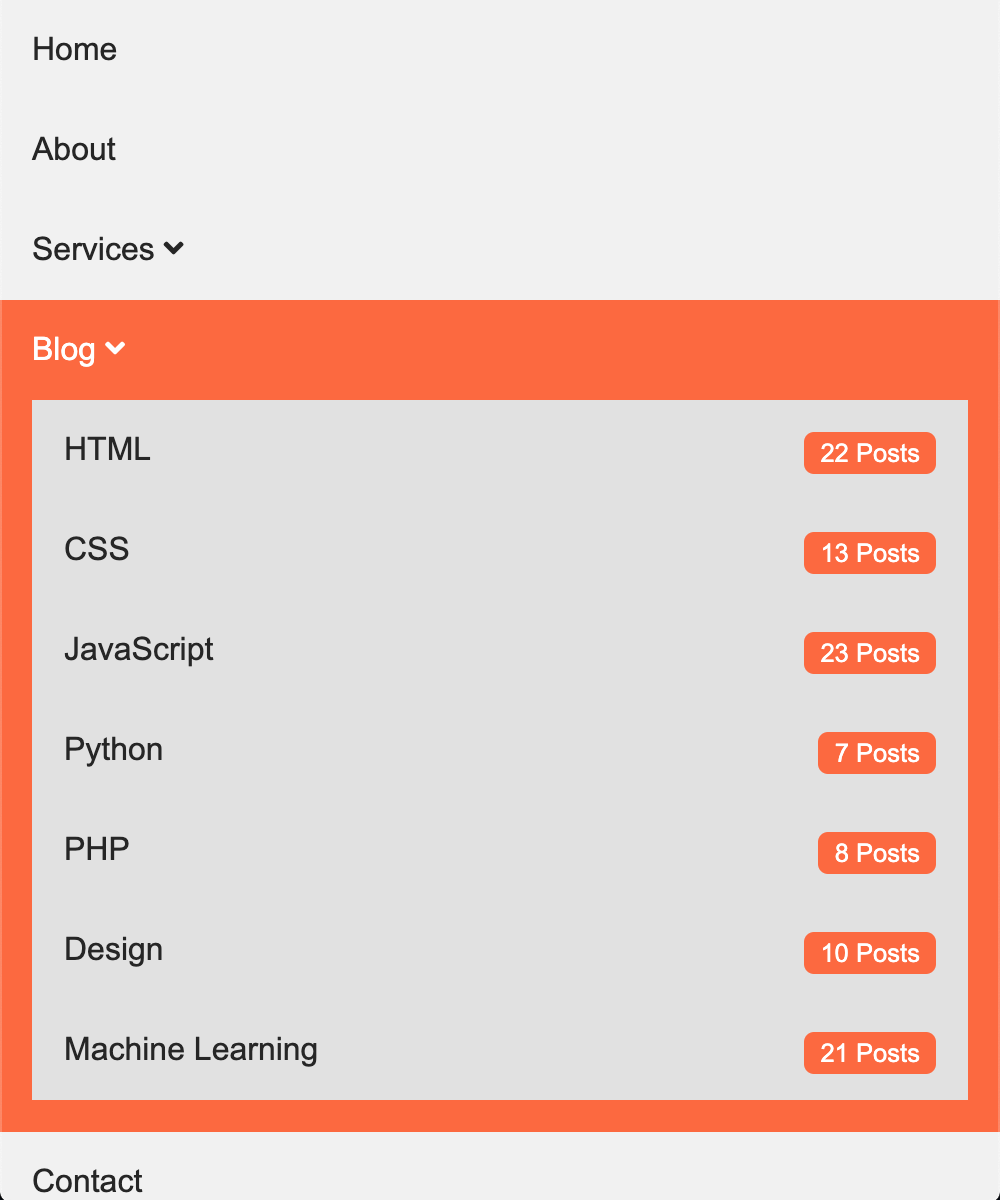 Home
About
Services
Blog
HTML 22 Posts
CSS 13 Posts
JavaScript 23 Posts
Python 7 Posts
PHP 8 Posts
Design 10 Posts
Machine Learning 21 Posts
Contact